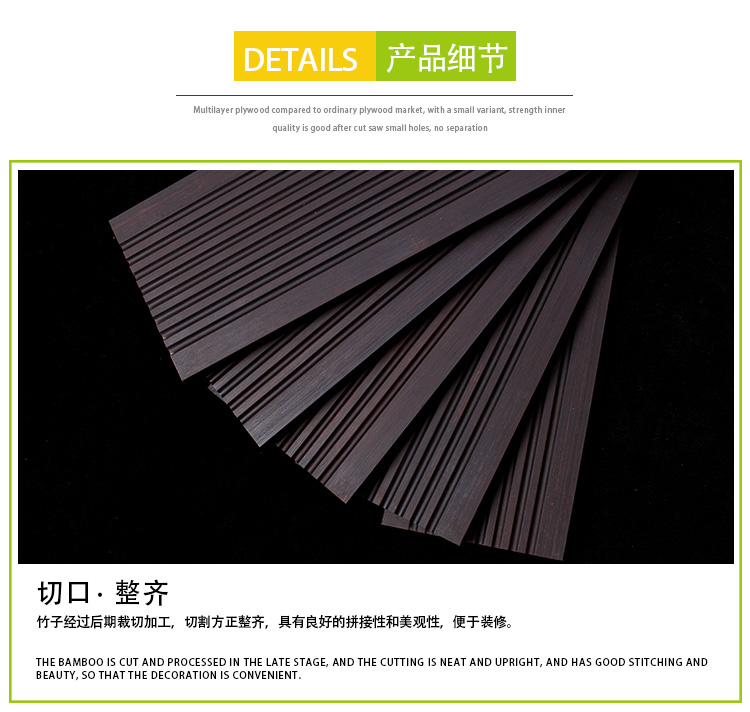 DETAILS 产品细节
Multilayer plywood compared to ordinary plywood market, with a small variant, strength inner
quality is good after cut saw small holes, no separation
切口· 整齐
竹子经过后期裁切加工，切割方正整齐，具有良好的拼接性和美观性，便于装修。
THE BAMBOO IS CUT AND PROCESSED IN THE LATE STAGE, AND THE CUTTING IS NEAT AND UPRIGHT, AND HAS GOOD STITCHING AND
BEAUTY, SO THAT THE DECORATION IS CONVENIENT.